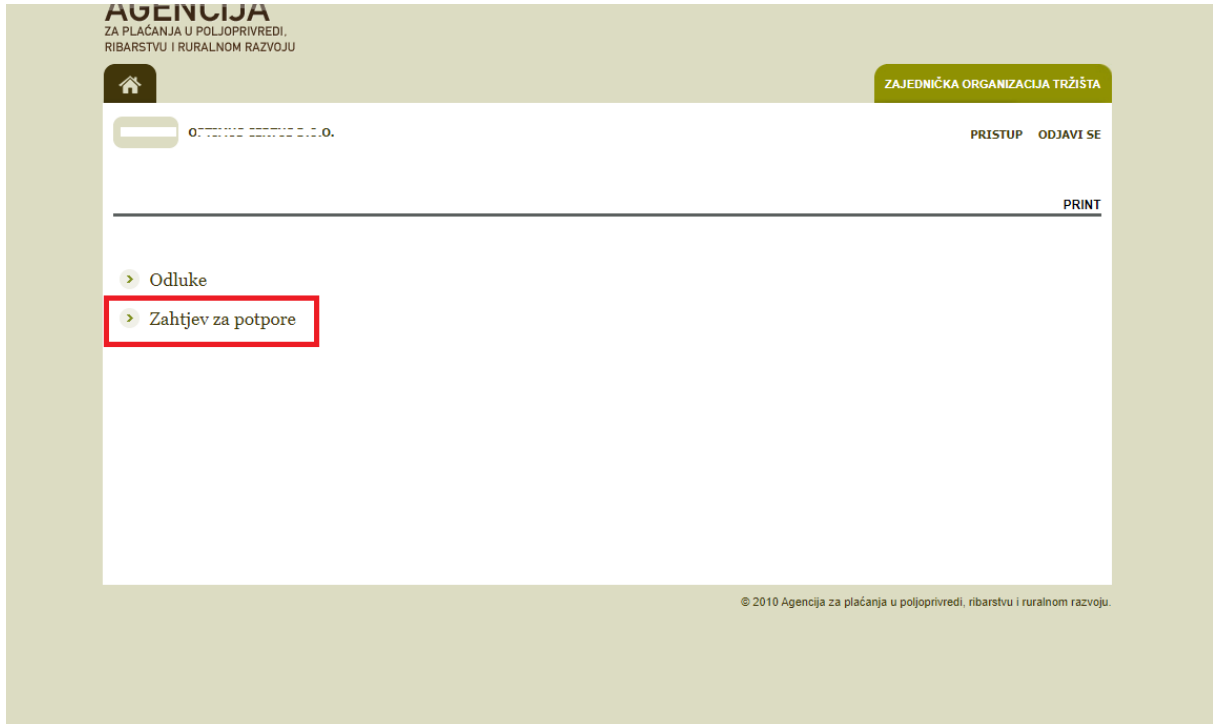 AGENCIJA
ZA PLAĆANJA U POLJOPRIVREDI,
RIBARSTVU I RURALNOM RAZVOJU
ZAJEDNIČKA ORGANIZACIJA TRŽIŠTA
PRISTUP ODJAVI SE
PRINT
Odluke
Zahtjev za potpore
© 2010 Agencija za plaćanja u poljoprivredi, ribarstvu i ruralnom razvoju.